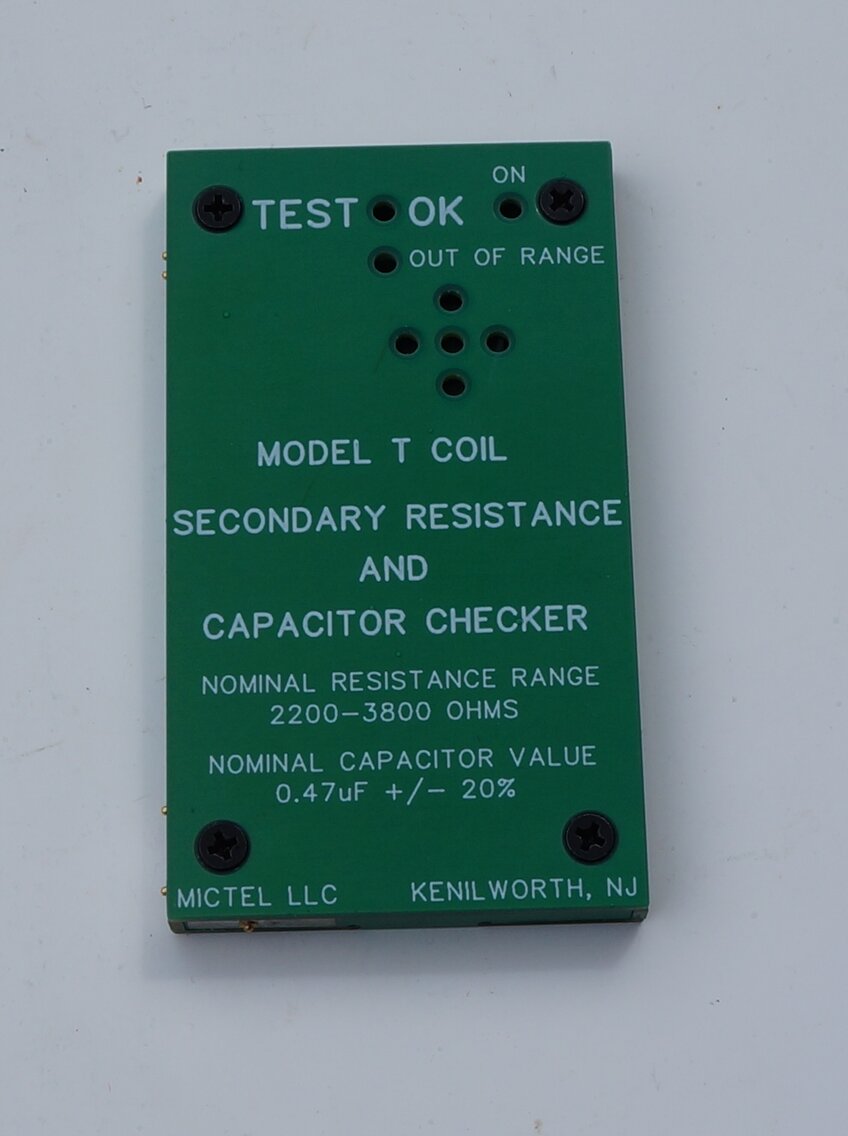 ON
TEST OK
OUT OF RANGE
MODEL T COIL
SECONDARY RESISTANCE
AND
CAPACITOR CHECKER
NOMINAL RESISTANCE RANGE
2200-3800 OHMS
NOMINAL CAPACITOR VALUE
0.47uF +/- 20%
MICTEL LLC KENILWORTH, NJ